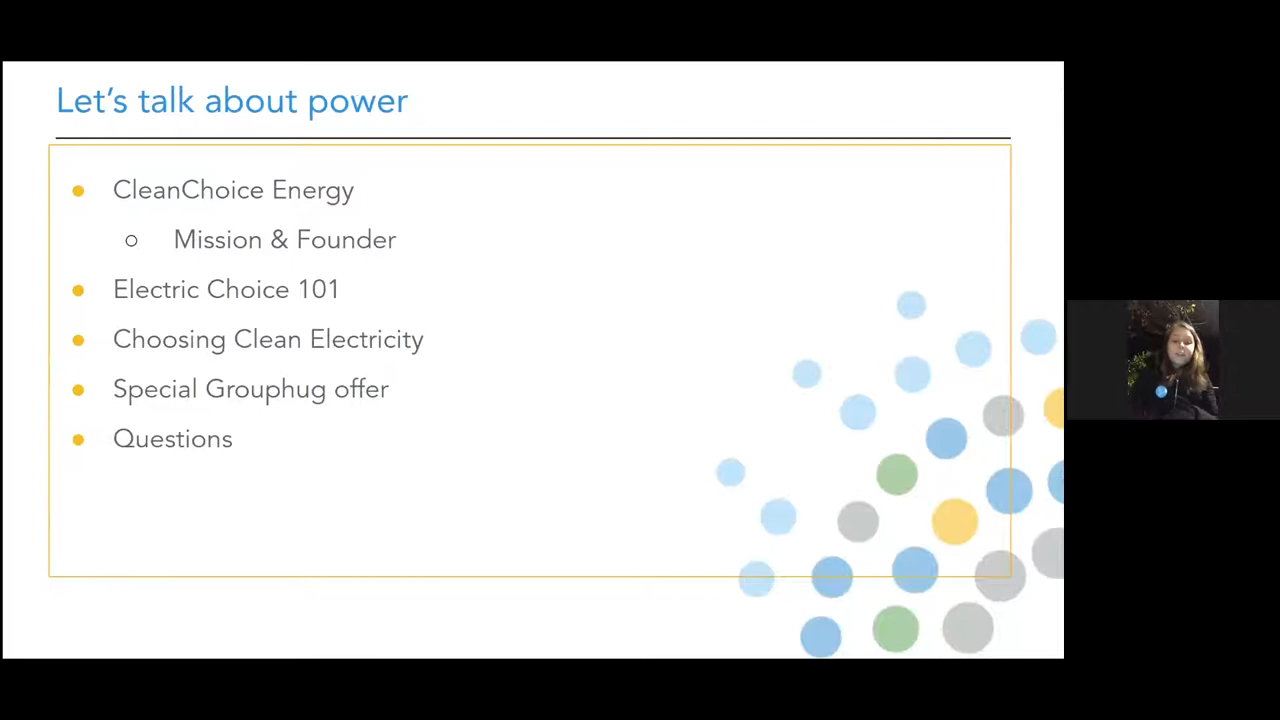 Let's talk about power
CleanChoice Energy
Mission & Founder
Electric Choice 101
Choosing Clean Electricity
Special Grouphug offer
Questions